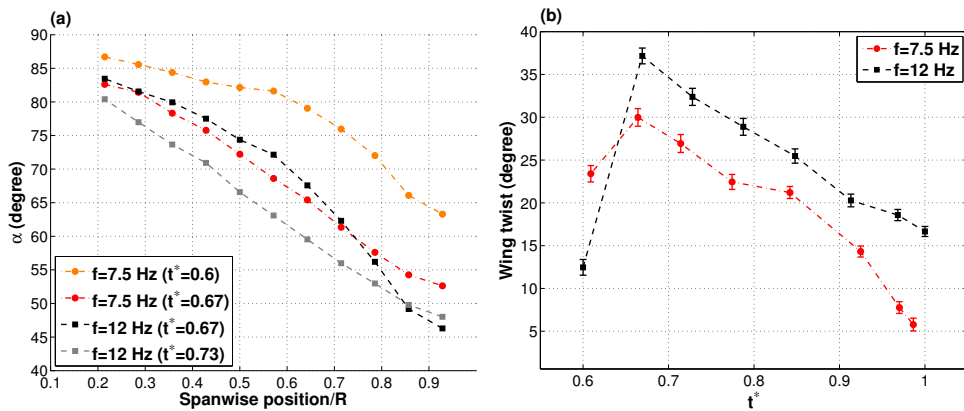 (a)
α (degree)
90
85
80
75
70
65
60
55
50
45
40
f=7.5 Hz (t*=0.6)
f=7.5 Hz (t*=0.67)
f=12 Hz (t*=0.67)
f=12 Hz (t*=0.73)
0.1 0.2 0.3 0.4 0.5 0.6 0.7 0.8 0.9
Spanwise position/R
(b)
Wing twist (degree)
40
35
30
25
20
15
10
5
f=7.5 Hz
f=12 Hz
0.6 0.7 0.8 0.9 1
t*